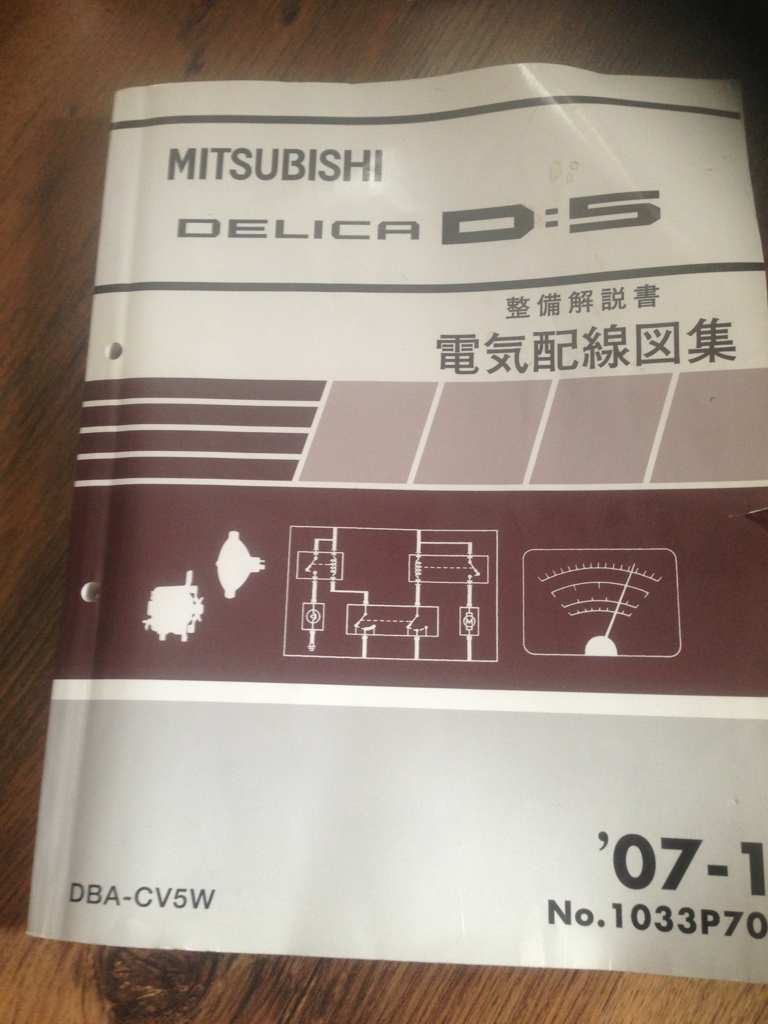 MITSUBISHI
DELICA D:5
整備解説書
電気配線図集
'07-1
DBA-CV5W
No.1033P70